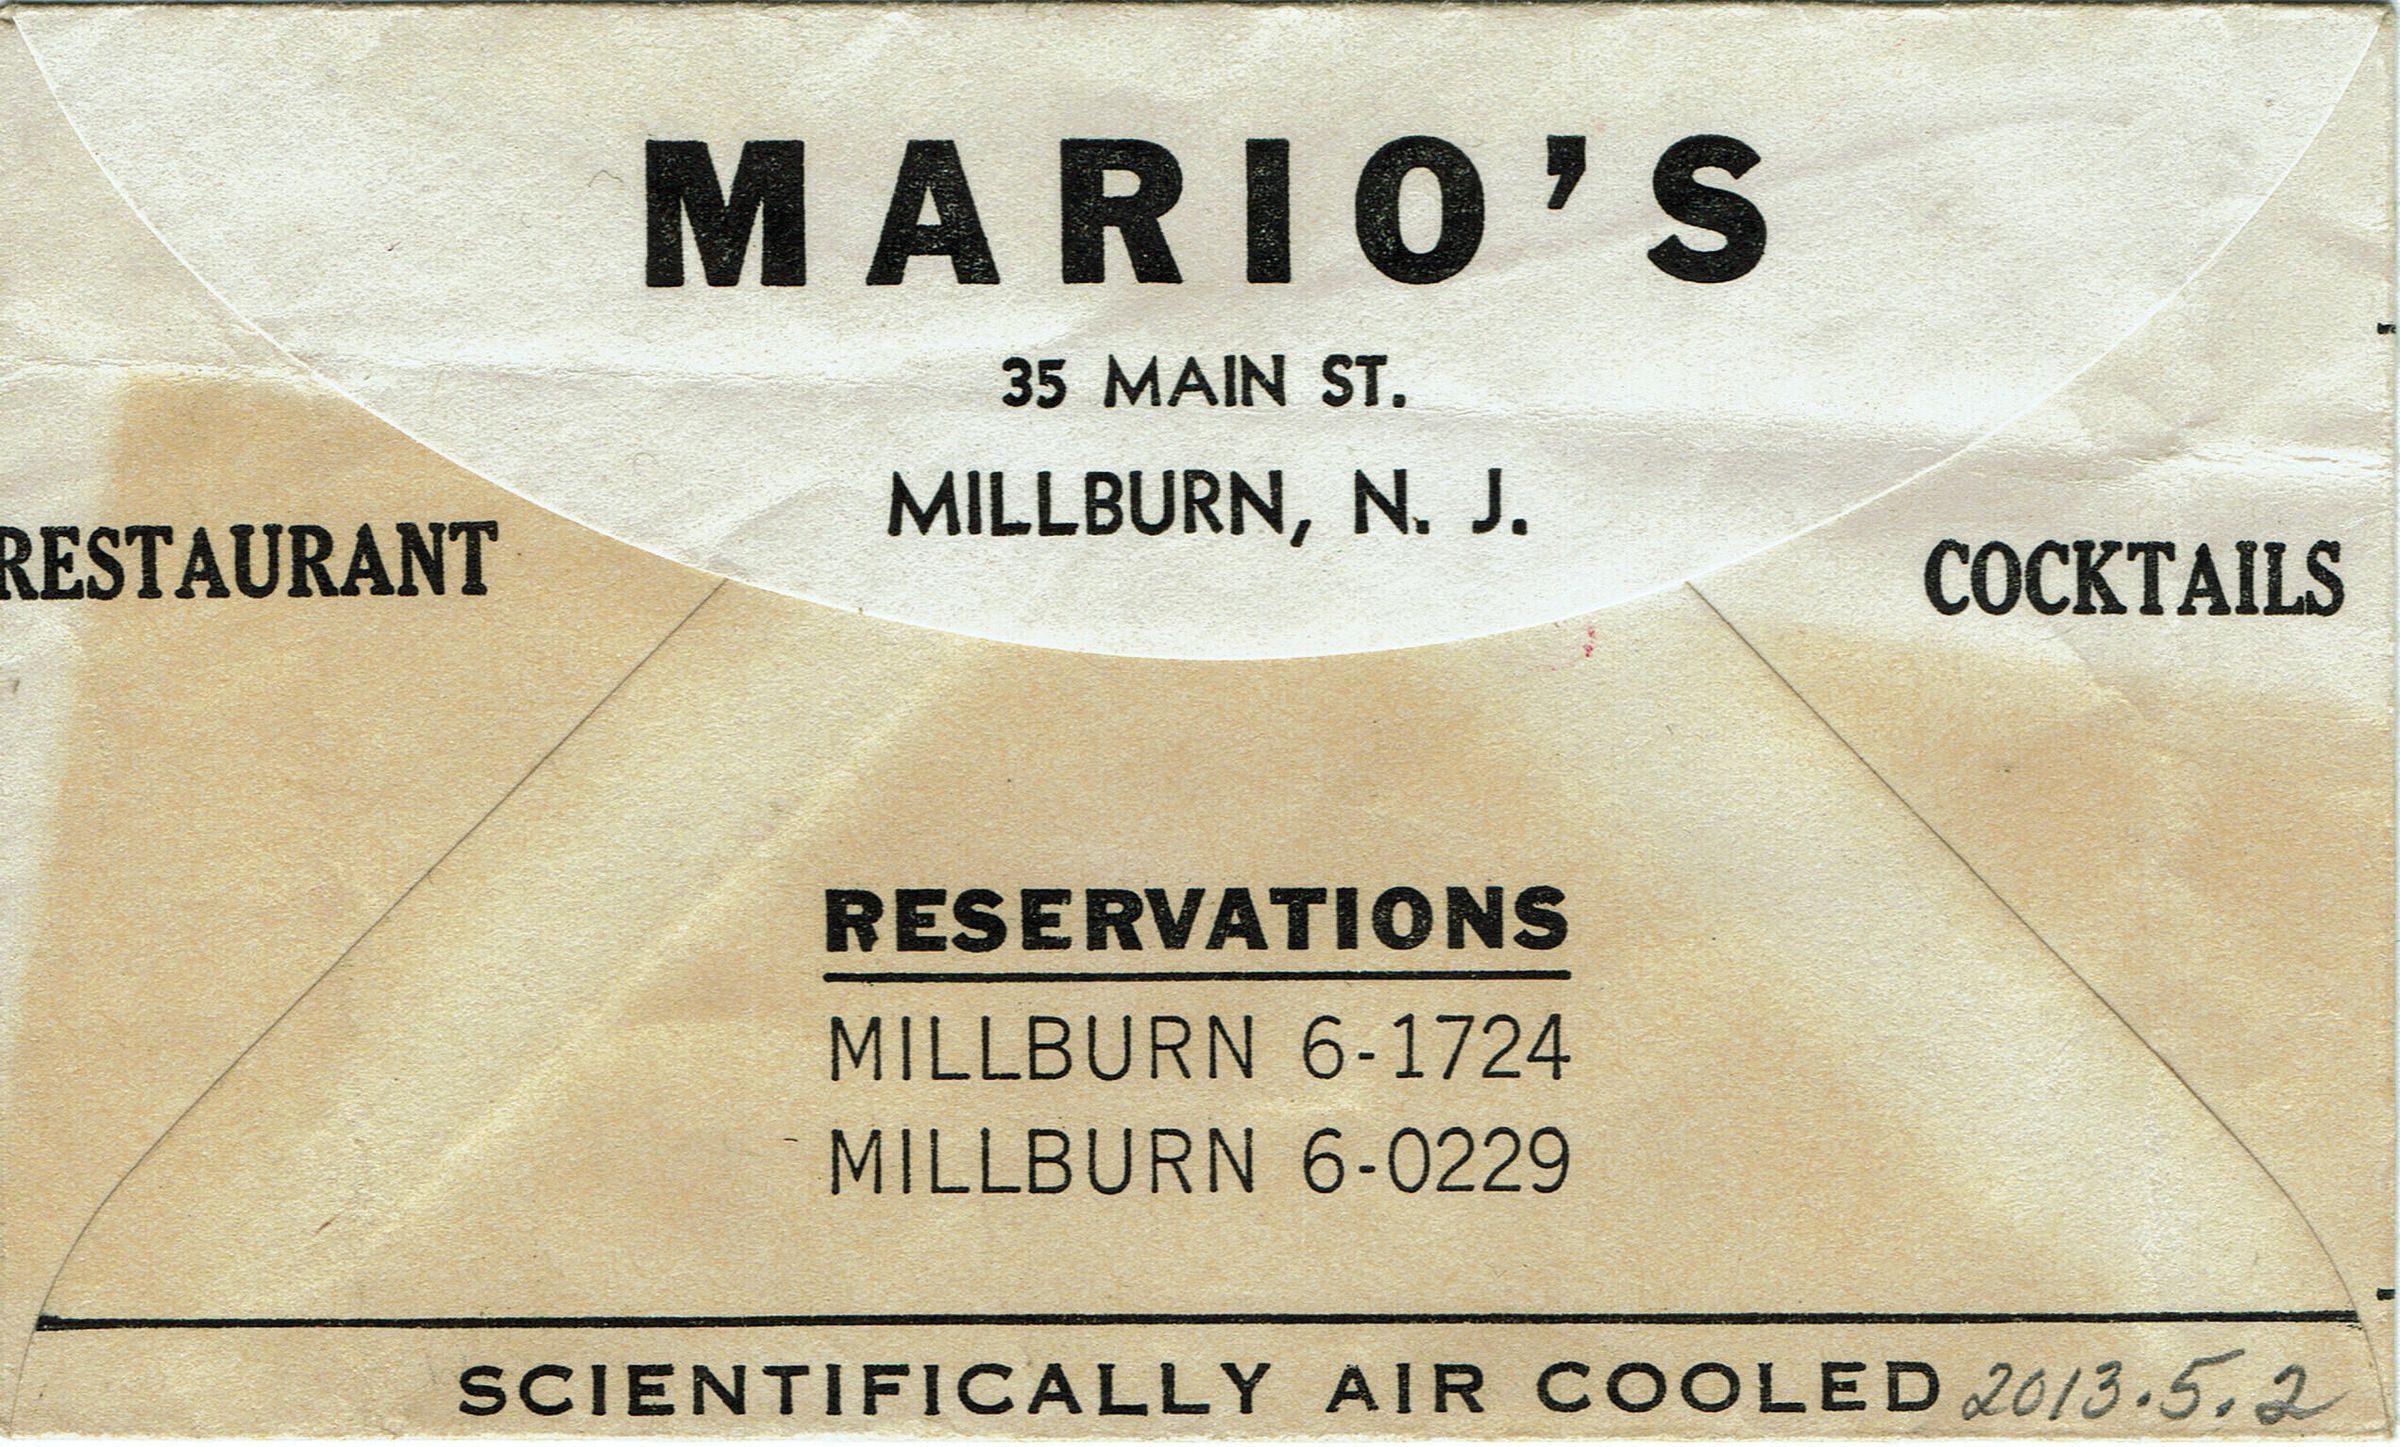 MARIO'S
35 MAIN ST.
MILLBURN, N. J.
RESTAURANT
COCKTAILS
RESERVATIONS
MILLBURN 6-1724
MILLBURN 6-0229
SCIENTIFICALLY AIR COOLED
2013.5.2